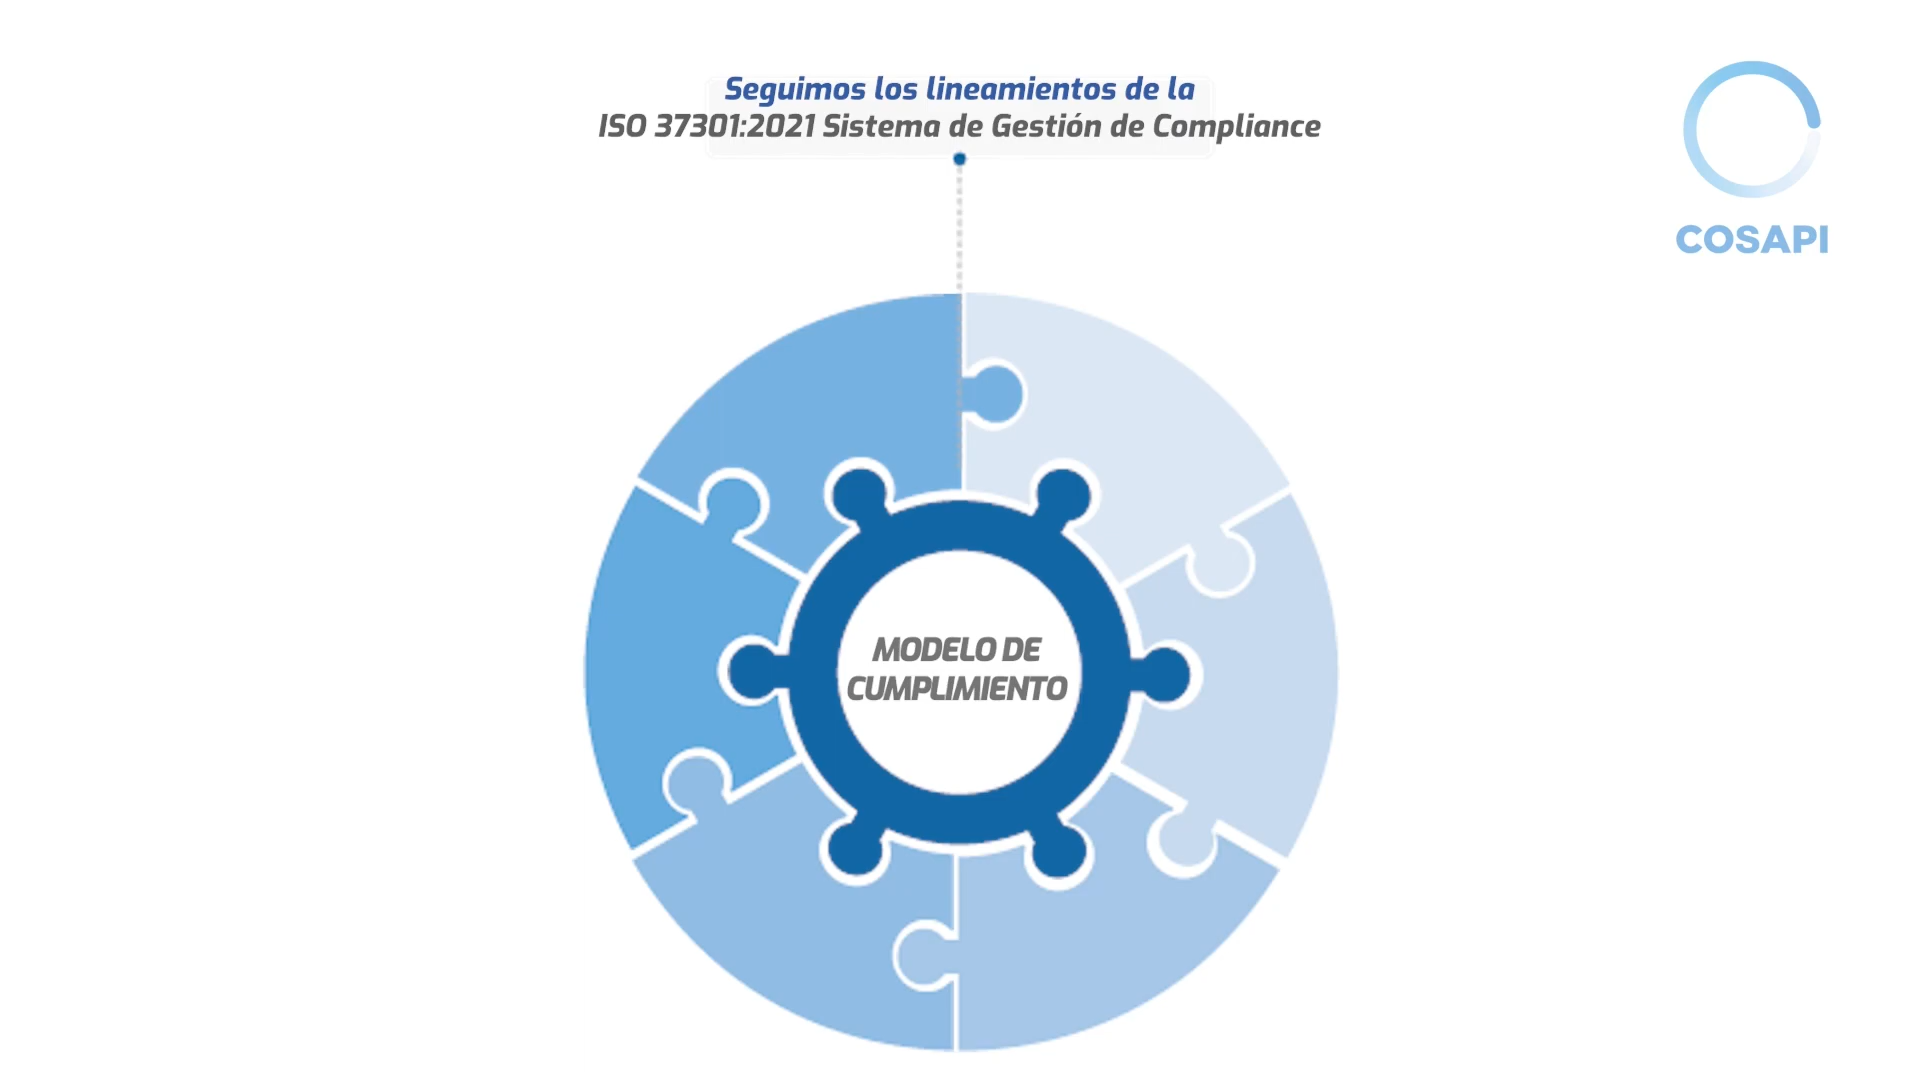 Seguimos los lineamientos de la
ISO 37301:2021 Sistema de Gestión de Compliance
COSAPI
MODELO DE
CUMPLIMIENTO